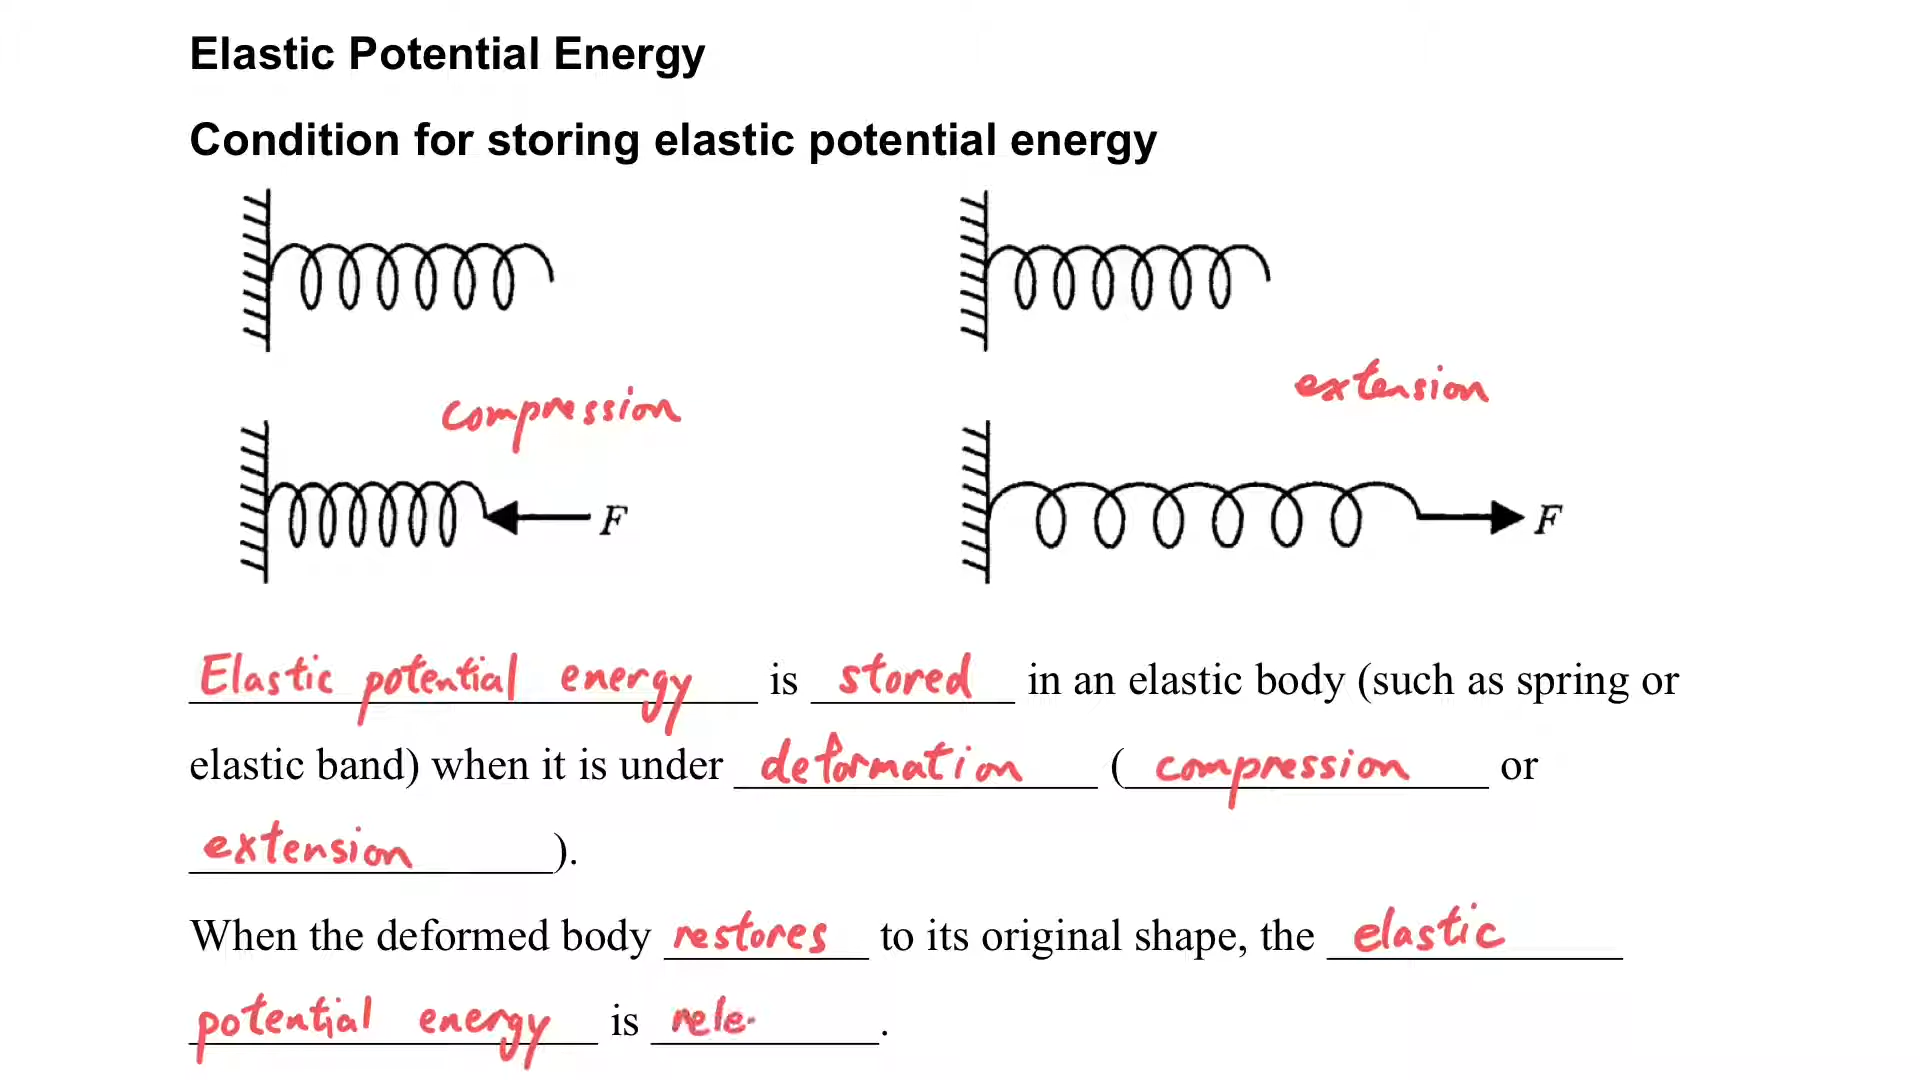 Elastic Potential Energy
Condition for storing elastic potential energy
compression
extension
F
F
Elastic potential energy is stored in an elastic body (such as spring or
elastic band) when it is under deformation (compression or
extension).
When the deformed body restores to its original shape, the elastic
potential energy is rele.